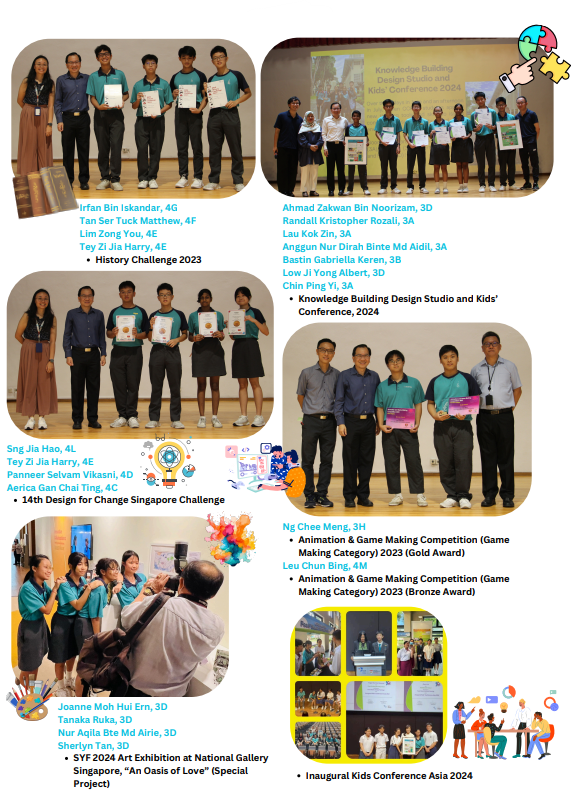 Knowledge Building
Design Studio and
Kids' Conference 2024
Irfan Bin Iskandar, 4G
Tan Ser Tuck Matthew, 4F
Lim Zong You, 4E
Tey Zi Jia Harry, 4E
• History Challenge 2023
Ahmad Zakwan Bin Noorizam, 3D
Randall Kristopher Rozali, 3A
Lau Kok Zin, 3A
Anggun Nur Dirah Binte Md Aidil, 3A
Bastin Gabriella Keren, 3B
Low Ji Yong Albert, 3D
Chin Ping Yi, 3A
• Knowledge Building Design Studio and Kids'
Conference, 2024
Sng Jia Hao, 4L
Tey Zi Jia Harry, 4E
Panneer Selvam Vikasni, 4D
Aerica Gan Chai Ting, 4C
• 14th Design for Change Singapore Challenge
Ng Chee Meng, 3H
• Animation & Game Making Competition (Game
Making Category) 2023 (Gold Award)
Leu Chun Bing, 4M
• Animation & Game Making Competition (Game
Making Category) 2023 (Bronze Award)
Joanne Moh Hui Ern, 3D
Tanaka Ruka, 3D
Nur Aqila Bte Md Airie, 3D
Sherlyn Tan, 3D
• SYF 2024 Art Exhibition at National Gallery
Singapore, “An Oasis of Love” (Special
Project)
• Inaugural Kids Conference Asia 2024